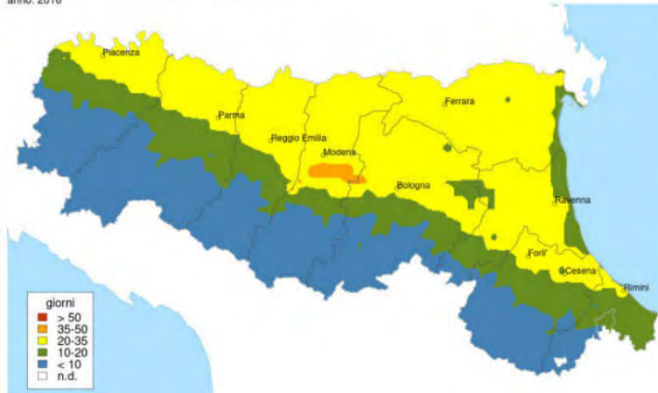 anno: 2016
Piacenza
Parma
Reggio Emilia
Modena
Ferrara
Bologna
Ravenna
Forlì
Cesena
Rimini
giorni
> 50
35-50
20-35
10-20
< 10
n.d.